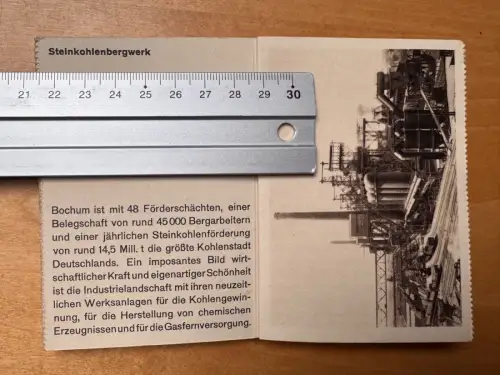 Steinkohlenbergwerk
21 22 23 24 25 26 27 28 29 30
Bochum ist mit 48 Förderschächten, einer
Belegschaft von rund 45 000 Bergarbeitern
und einer jährlichen Steinkohlenförderung
von rund 14,5 Mill. t die größte Kohlenstadt
Deutschlands. Ein imposantes Bild wirt-
schaftlicher Kraft und eigenartiger Schönheit
ist die Industrielandschaft mit ihren neuzeit-
lichen Werksanlagen für die Kohlengewin-
nung, für die Herstellung von chemischen
Erzeugnissen und für die Gasfernversorgung.